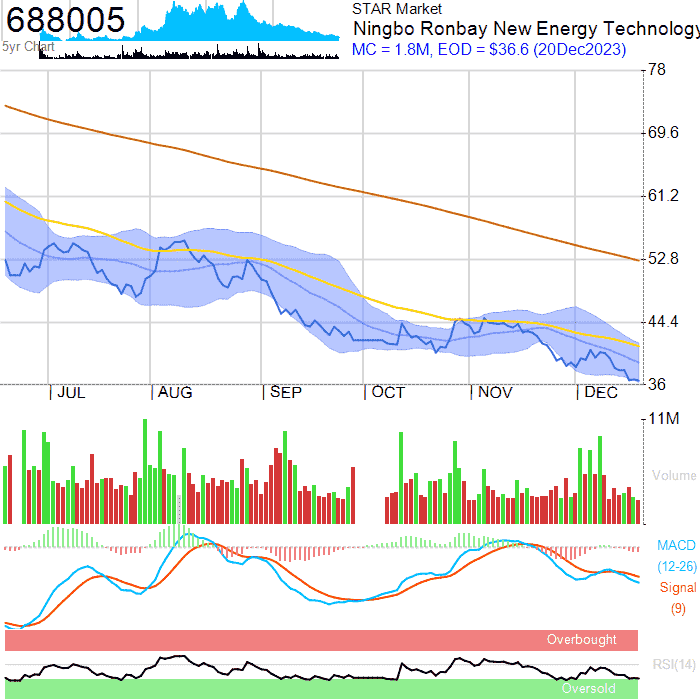 688005
5yr Chart
STAR Market
Ningbo Ronbay New Energy Technology
MC = 1.8M, EOD = $36.6 (20Dec2023)
78
69.6
61.2
52.8
44.4
36
JUL AUG SEP OCT NOV DEC
11M
Volume
MACD
(12-26)
Signal
(9)
Overbought
RSI(14)
Oversold